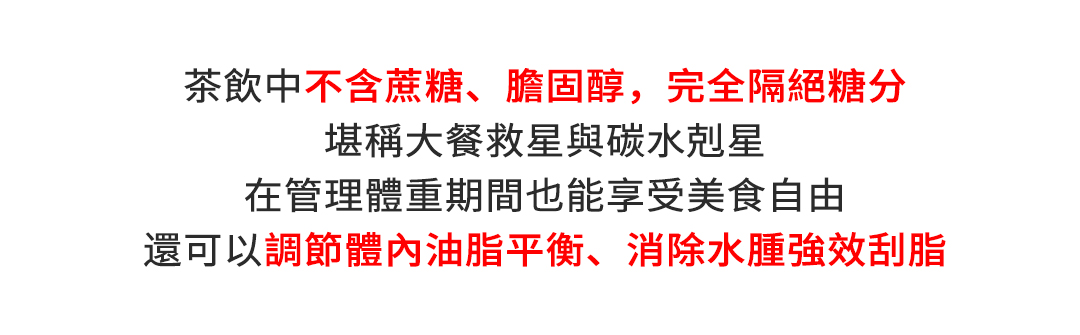 茶飲中不含蔗糖、膽固醇，完全隔絕糖分
堪稱大餐救星與碳水剋星
在管理體重期間也能享受美食自由
還可以調節體內油脂平衡、消除水腫強效刮脂